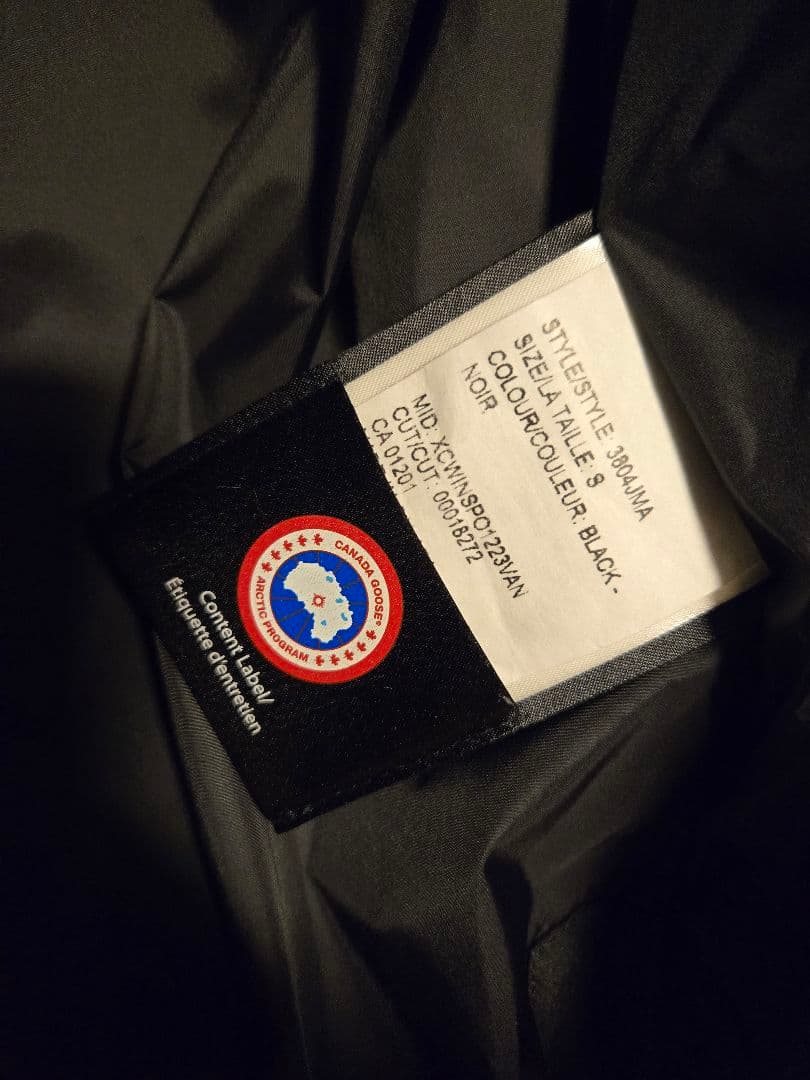 STYLE/STYLE: 3804JMA
SIZE/LA TAILLE: S
COLOUR/COULEUR: BLACK -
NOIR
MID: XCWINSPO1223VAN
CUT/CUT: 00018272
CA 01201
CANADA GOOSE®
ARCTIC PROGRAM
Content Label/
Étiquette d'entretien